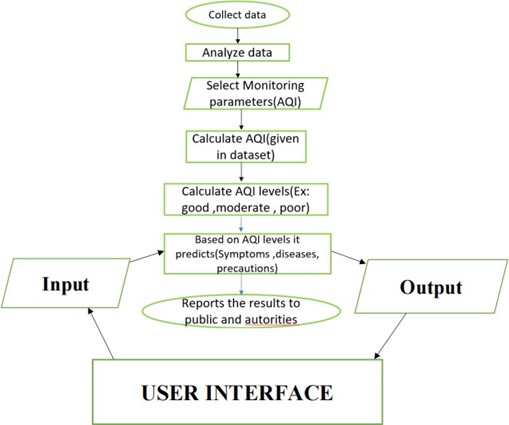 Collect data
Analyze data
Select Monitoring
parameters(AQI)
Calculate AQI(given
in dataset)
Calculate AQI levels(Ex:
good ,moderate , poor)
Based on AQI levels it
predicts(Symptoms ,diseases,
precautions)
Input
Output
Reports the results to
public and autorities
USER INTERFACE